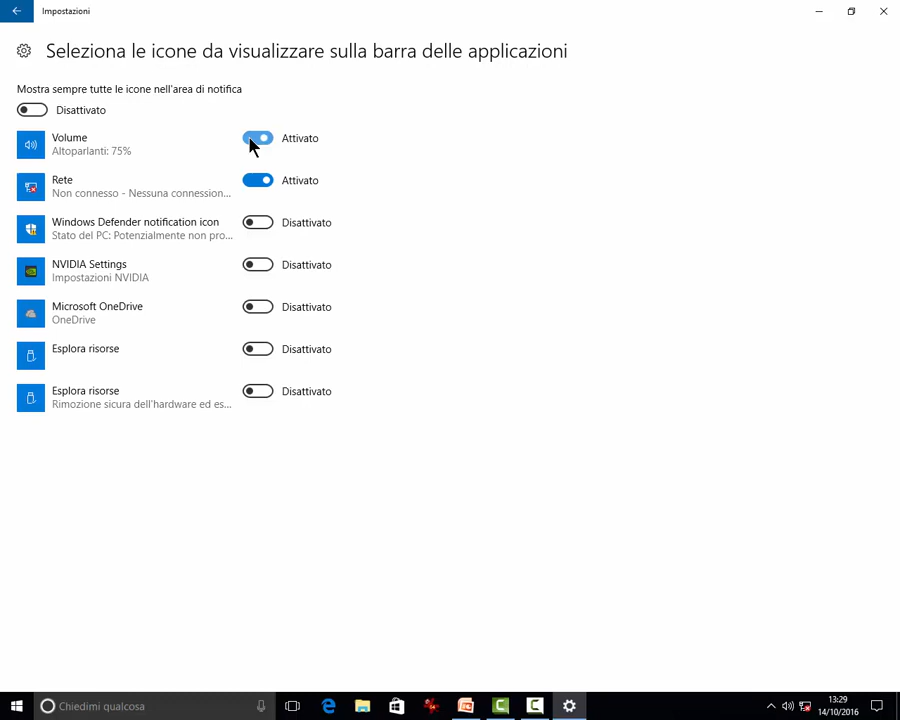 Impostazioni
Seleziona le icone da visualizzare sulla barra delle applicazioni
Mostra sempre tutte le icone nell'area di notifica
Disattivato
Volume
Altoparlanti: 75%
Attivato
Rete
Non connesso - Nessuna connession...
Attivato
Windows Defender notification icon
Stato del PC: Potenzialmente non pro...
Disattivato
NVIDIA Settings
Impostazioni NVIDIA
Disattivato
Microsoft OneDrive
OneDrive
Disattivato
Esplora risorse
Disattivato
Esplora risorse
Rimozione sicura dell'hardware ed es...
Disattivato
Chiedimi qualcosa
13:29
14/10/2016